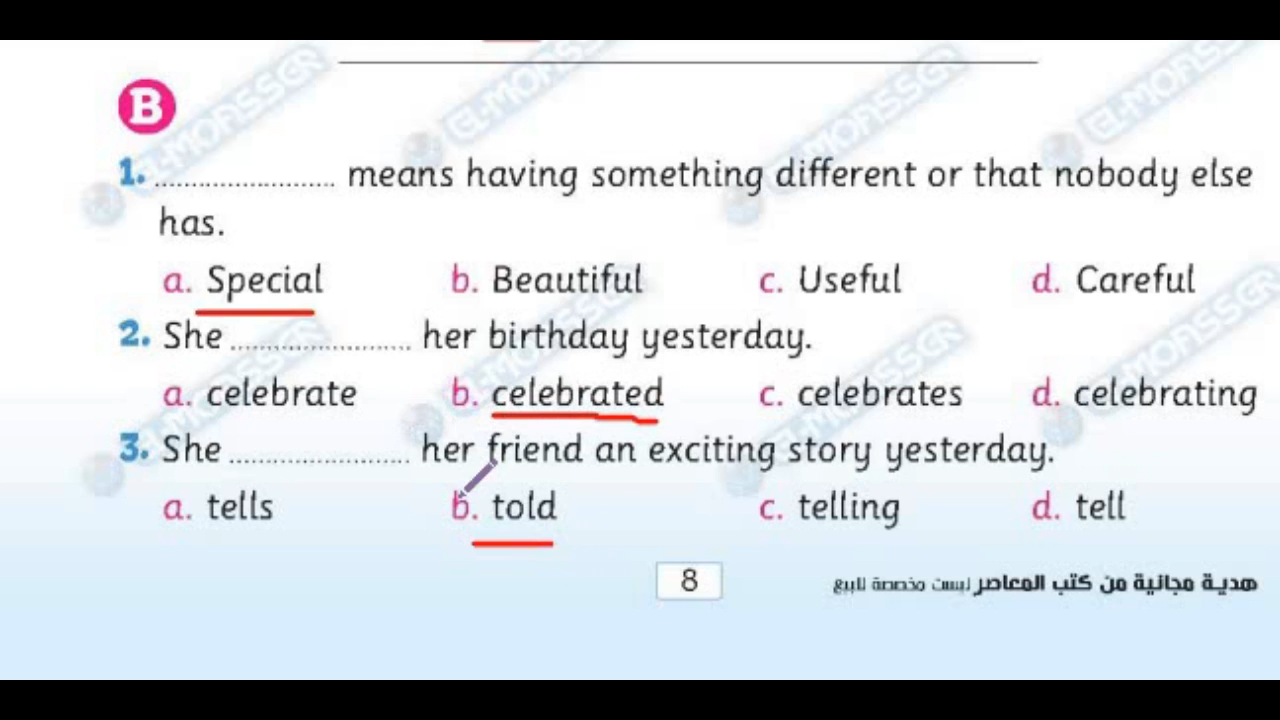 B
1. ........................ means having something different or that nobody else
has.
a. Special b. Beautiful c. Useful d. Careful
2. She ........................ her birthday yesterday.
a. celebrate b. celebrated c. celebrates d. celebrating
3. She ........................ her friend an exciting story yesterday.
a. tells b. told c. telling d. tell
8
هدية مجانية من كتب المعاصر ليست مخصصة للبيع
EL-MOASSER